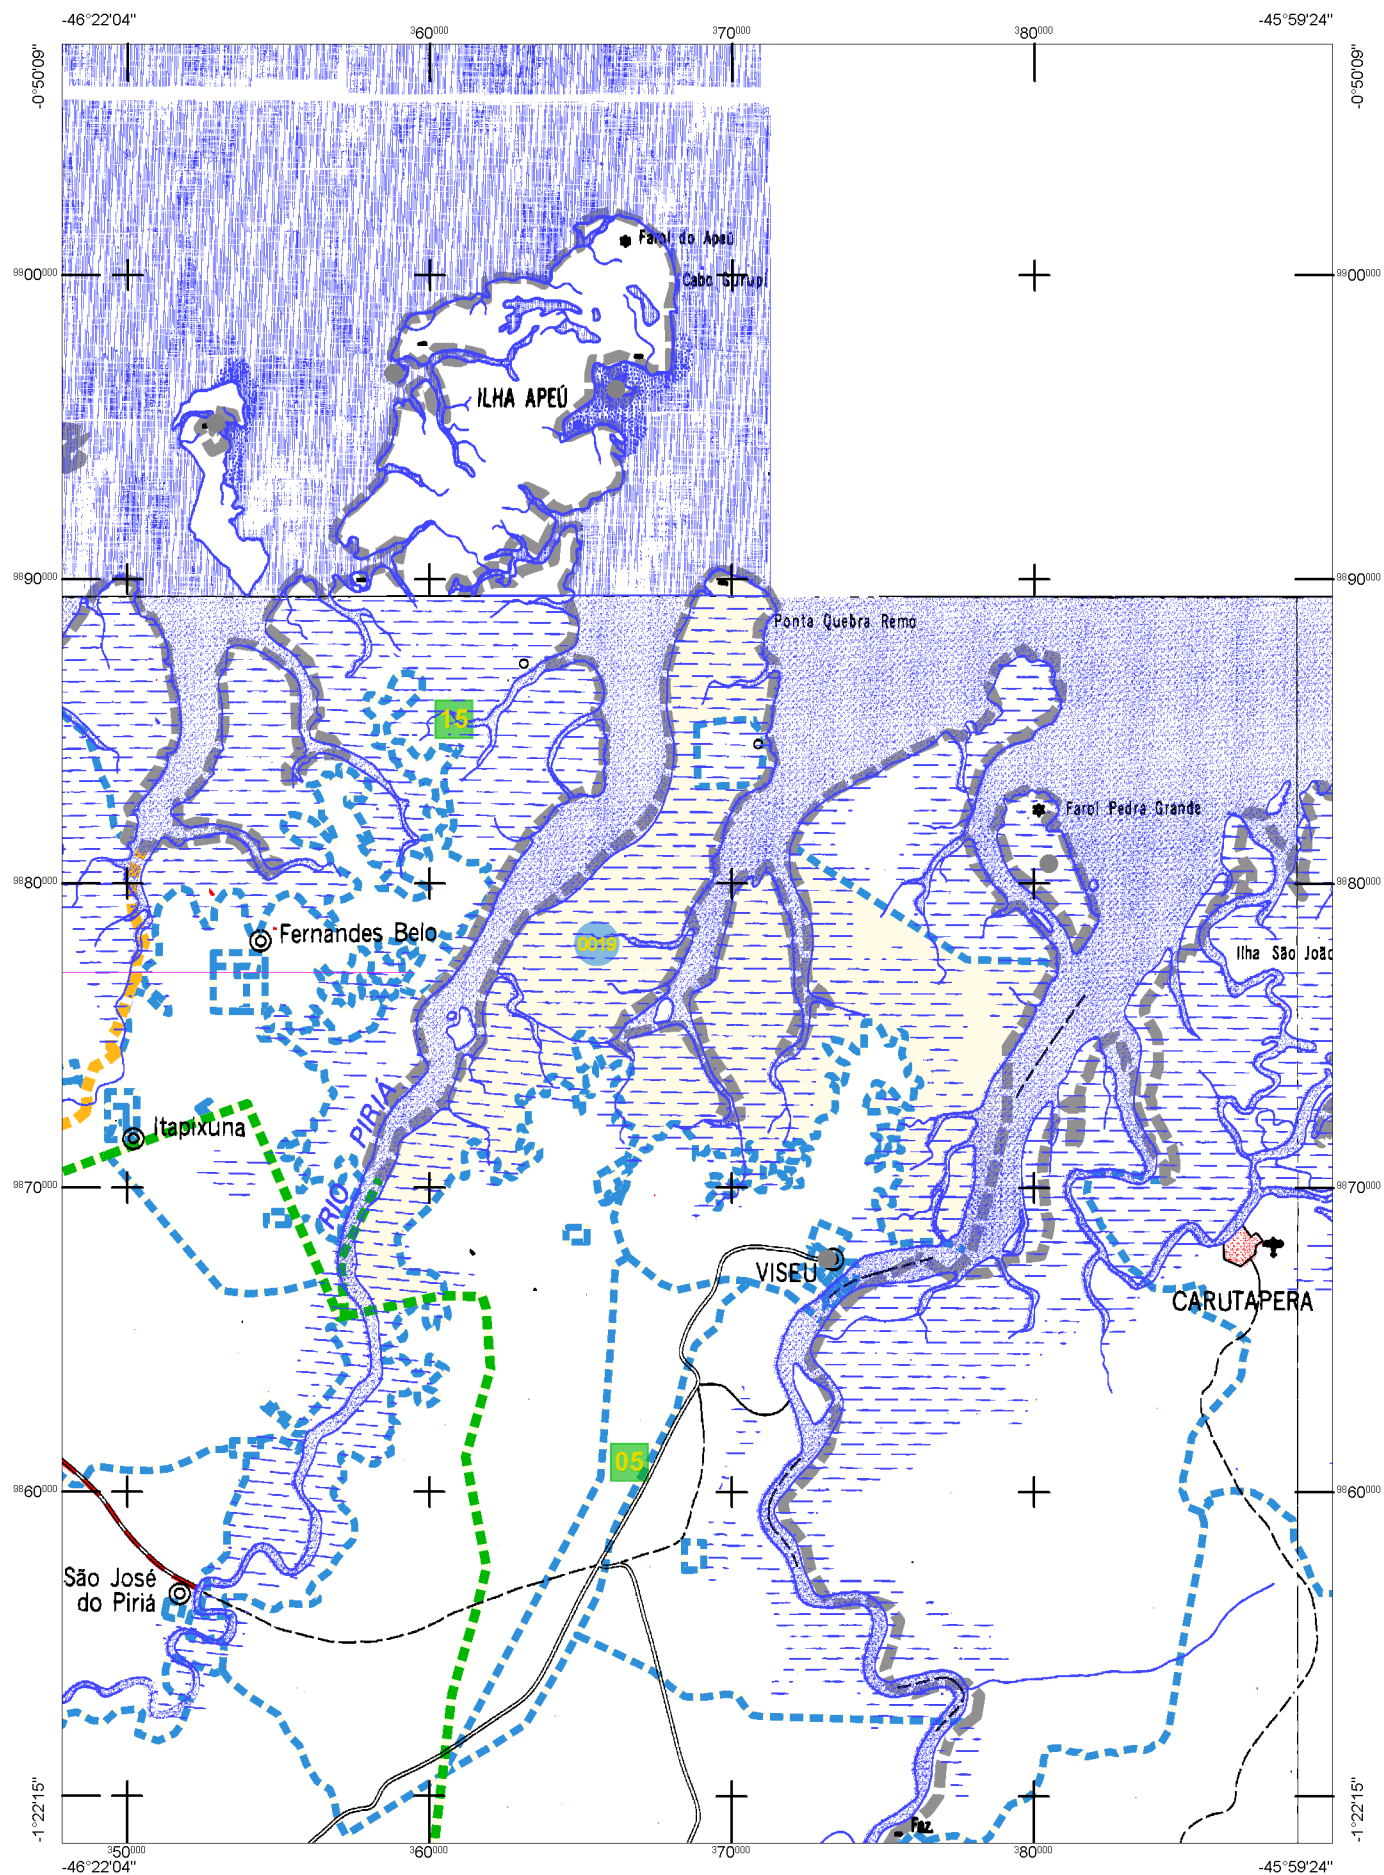 -46°22'04"
-45°59'24"
360000
370000
380000
-0°50'09"
-0°50'09"
Farol do Apeú
9900000
9900000
Cabo Gurupi
ILHA APEÚ
9890000
9890000
Ponta Quebra Remo
15
Farol Pedra Grande
9880000
9880000
Fernandes Belo
0019
Ilha São João
RIO PIRIÁ
Itapixuna
9870000
9870000
VISEU
CARUTAPERA
05
9860000
9860000
São José
do Piriá
Faz.
-1°22'15"
-1°22'15"
350000
360000
370000
380000
-46°22'04"
-45°59'24"